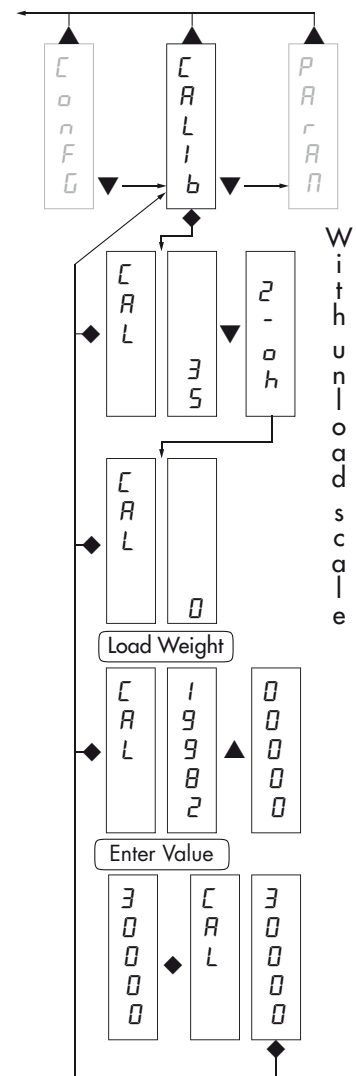 ConFG
CALIb
PArAM
With unload scale
CAL
35
2-oh
CAL
0
Load Weight
CAL
19982
00000
Enter Value
30000
CAL
30000